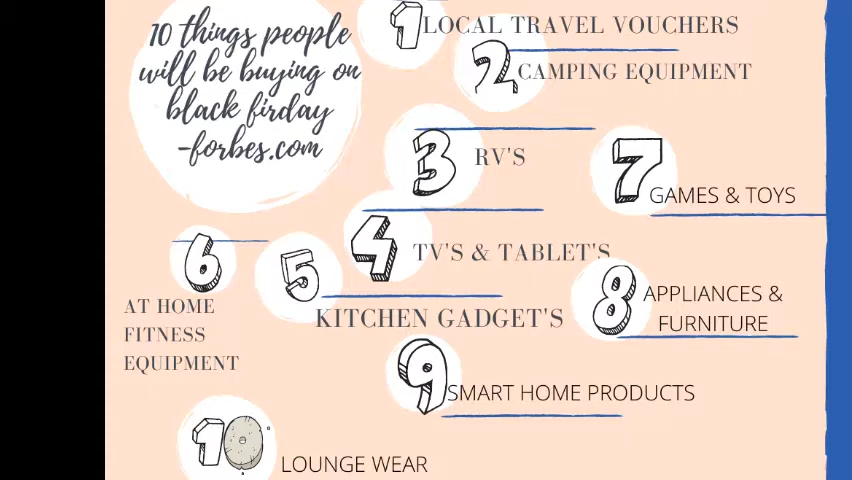 10 things people
will be buying on
black firday
-forbes.com
1
LOCAL TRAVEL VOUCHERS
2
CAMPING EQUIPMENT
3
RV'S
4
TV'S & TABLET'S
5
KITCHEN GADGET'S
6
AT HOME
FITNESS
EQUIPMENT
7
GAMES & TOYS
8
APPLIANCES &
FURNITURE
9
SMART HOME PRODUCTS
10
LOUNGE WEAR